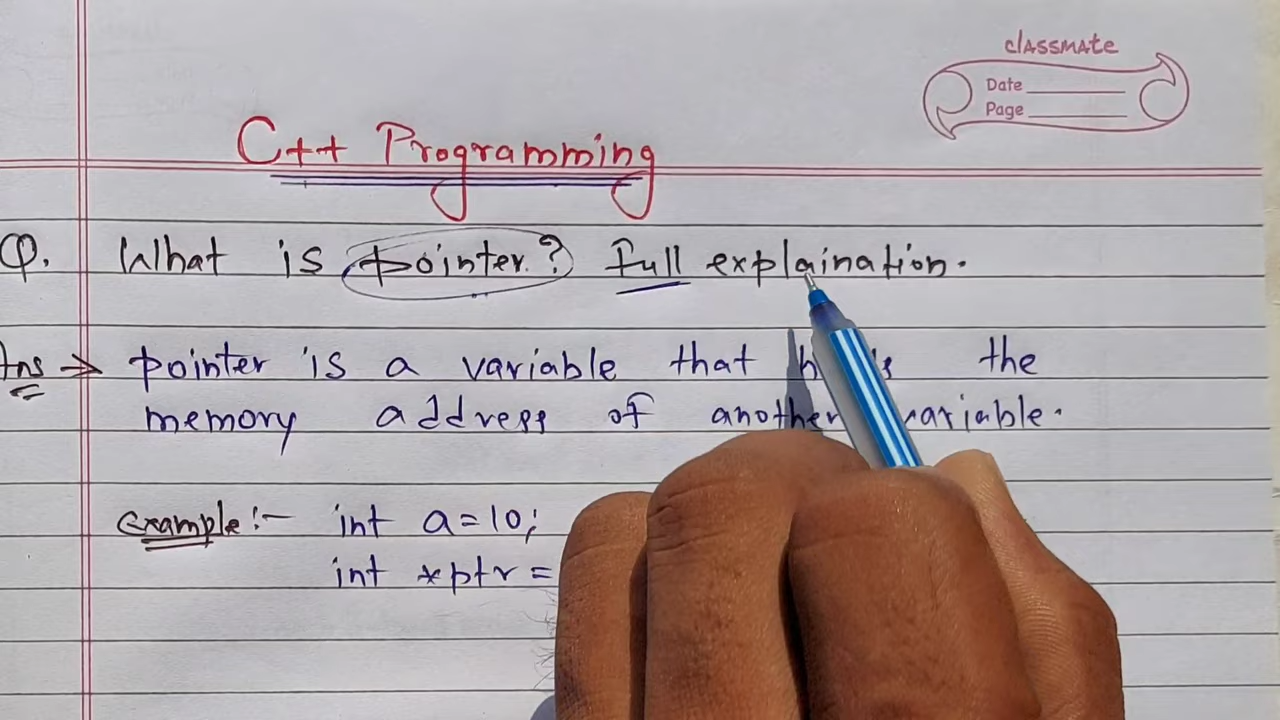 classmate
Date
Page
C++ Programming
Q. What is pointer? Full explaination.
Ans → pointer is a variable that the
memory address of another variable.
Example :- int a=10;
int *ptr =